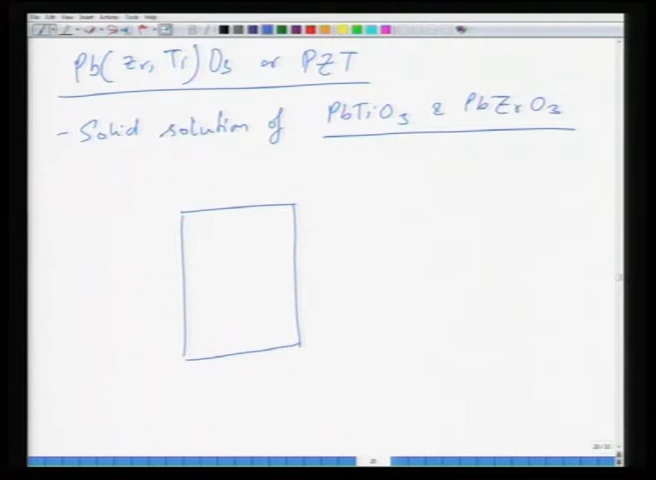 Pb(Zr, Ti)O3 or PZT
- Solid solution of PbTiO3 & PbZrO3